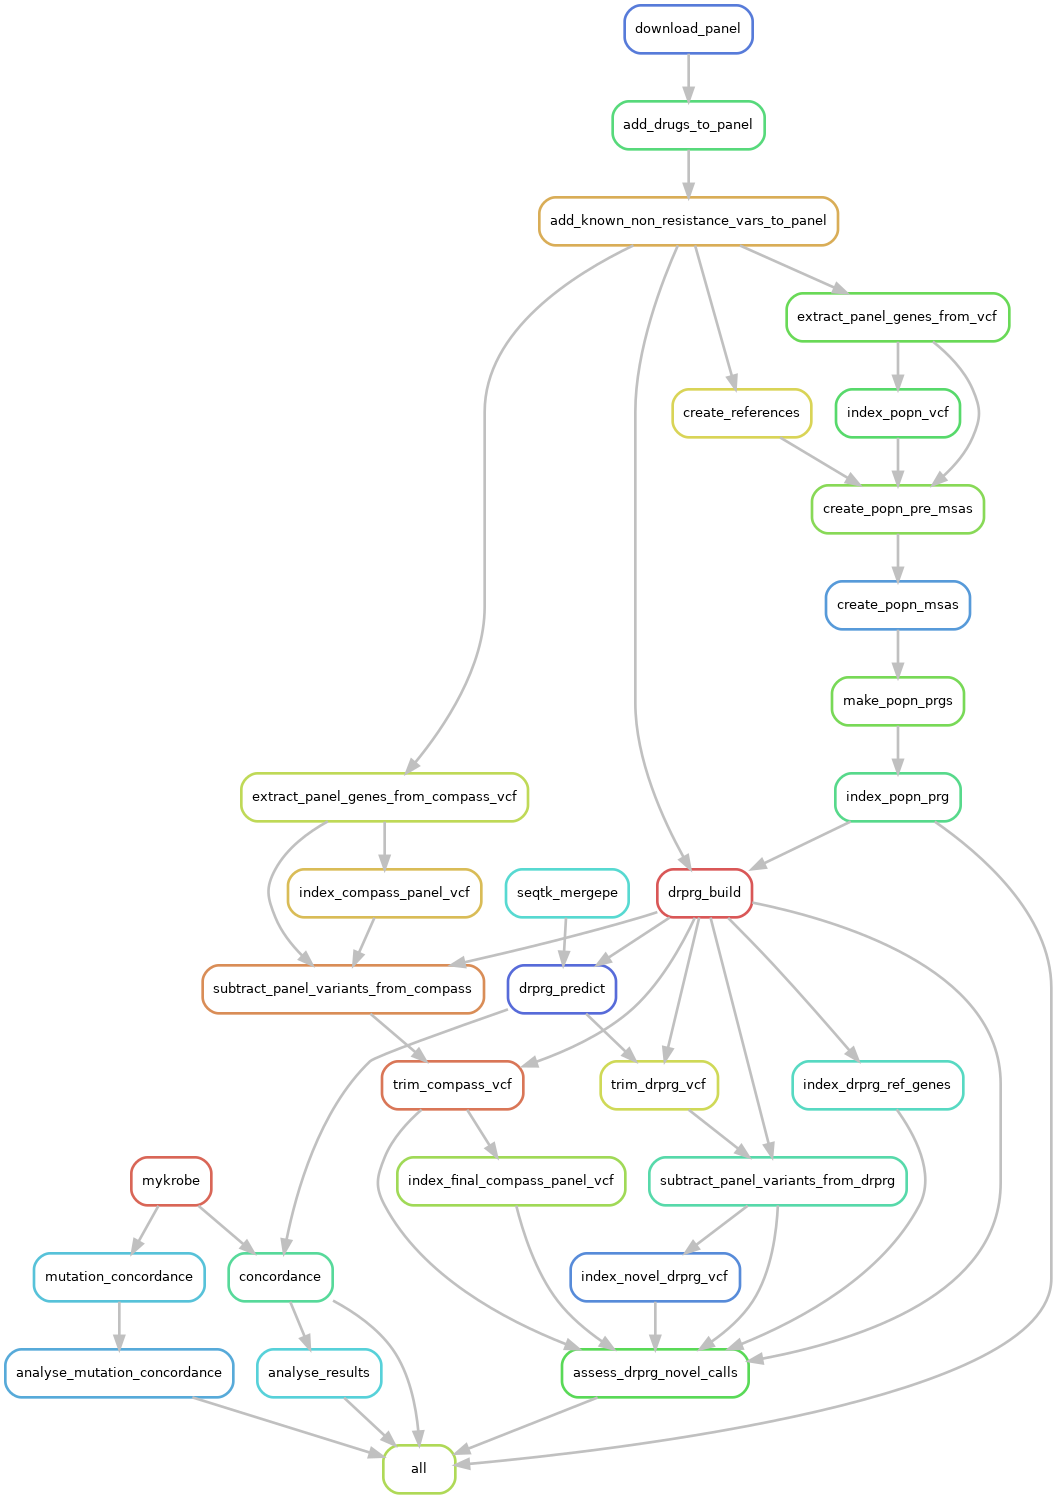 download_panel
add_drugs_to_panel
add_known_non_resistance_vars_to_panel
extract_panel_genes_from_vcf
create_references
index_popn_vcf
create_popn_pre_msas
create_popn_msas
make_popn_prgs
extract_panel_genes_from_compass_vcf
index_popn_prg
index_compass_panel_vcf
seqtk_mergepe
drprg_build
subtract_panel_variants_from_compass
drprg_predict
trim_compass_vcf
trim_drprg_vcf
index_drprg_ref_genes
mykrobe
index_final_compass_panel_vcf
subtract_panel_variants_from_drprg
mutation_concordance
concordance
index_novel_drprg_vcf
analyse_mutation_concordance
analyse_results
assess_drprg_novel_calls
all